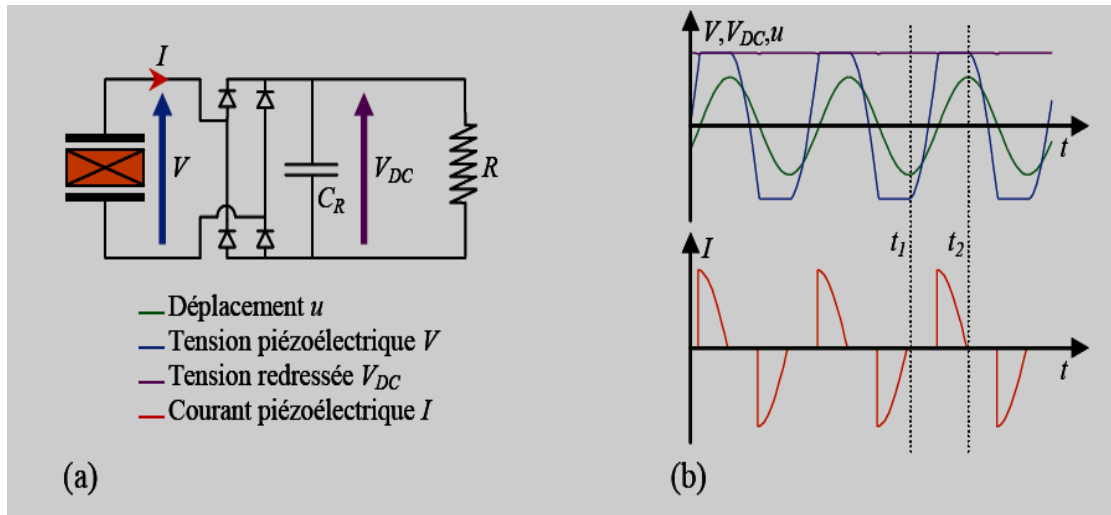 I
V
C_R
V_DC
R
Déplacement u
Tension piézoélectrique V
Tension redressée V_DC
Courant piézoélectrique I
(a)
V,V_DC,u
t
t_1
t_2
I
t
(b)